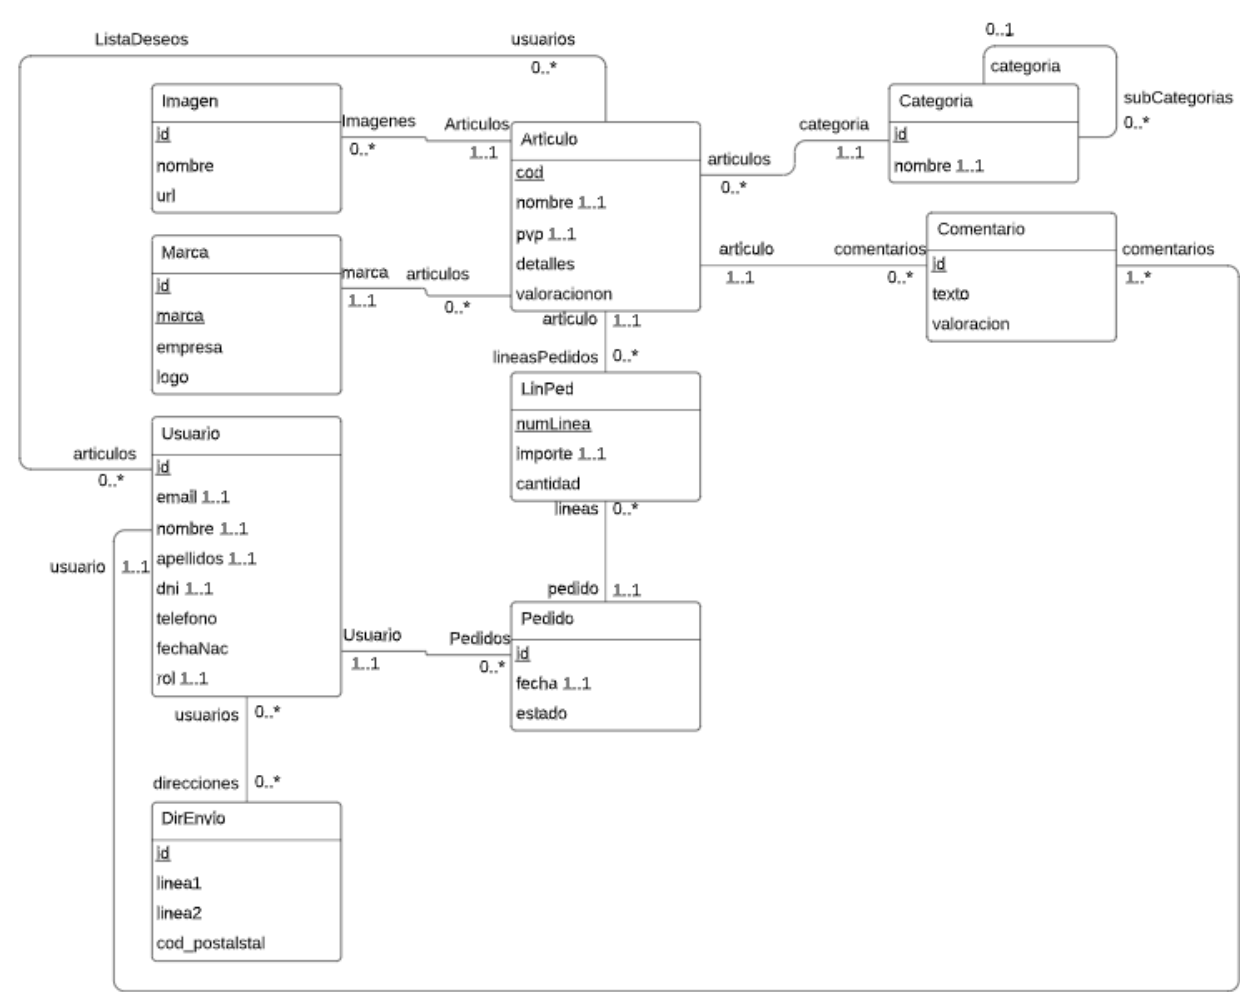 ListaDeseos
usuarios
0..*
0..1
categoria
subCategorias
0..*
Imagen
id
nombre
url
Imagenes
0..*
Articulos
1..1
Articulo
cod
nombre 1..1
pvp 1..1
detalles
valoracionon
categoria
1..1
articulos
0..*
Categoria
id
nombre 1..1
Marca
id
marca
empresa
logo
marca
1..1
articulos
0..*
articulo
1..1
comentarios
0..*
Comentario
id
texto
valoracion
comentarios
1..*
articulo 1..1
lineasPedidos 0..*
LinPed
numLinea
importe 1..1
cantidad
lineas 0..*
pedido 1..1
articulos
0..*
Usuario
id
email 1..1
nombre 1..1
apellidos 1..1
dni 1..1
telefono
fechaNac
rol 1..1
usuario 1..1
Usuario
1..1
Pedidos
0..*
Pedido
id
fecha 1..1
estado
usuarios 0..*
direcciones 0..*
DirEnvio
id
linea1
linea2
cod_postalstal